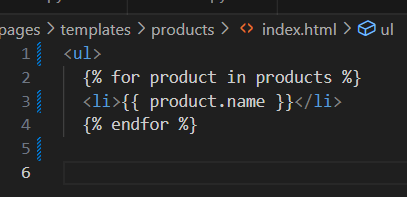 pages > templates > products > <> index.html > ul
1 <ul>
2 {% for product in products %}
3 <li>{{ product.name }}</li>
4 {% endfor %}
5
6